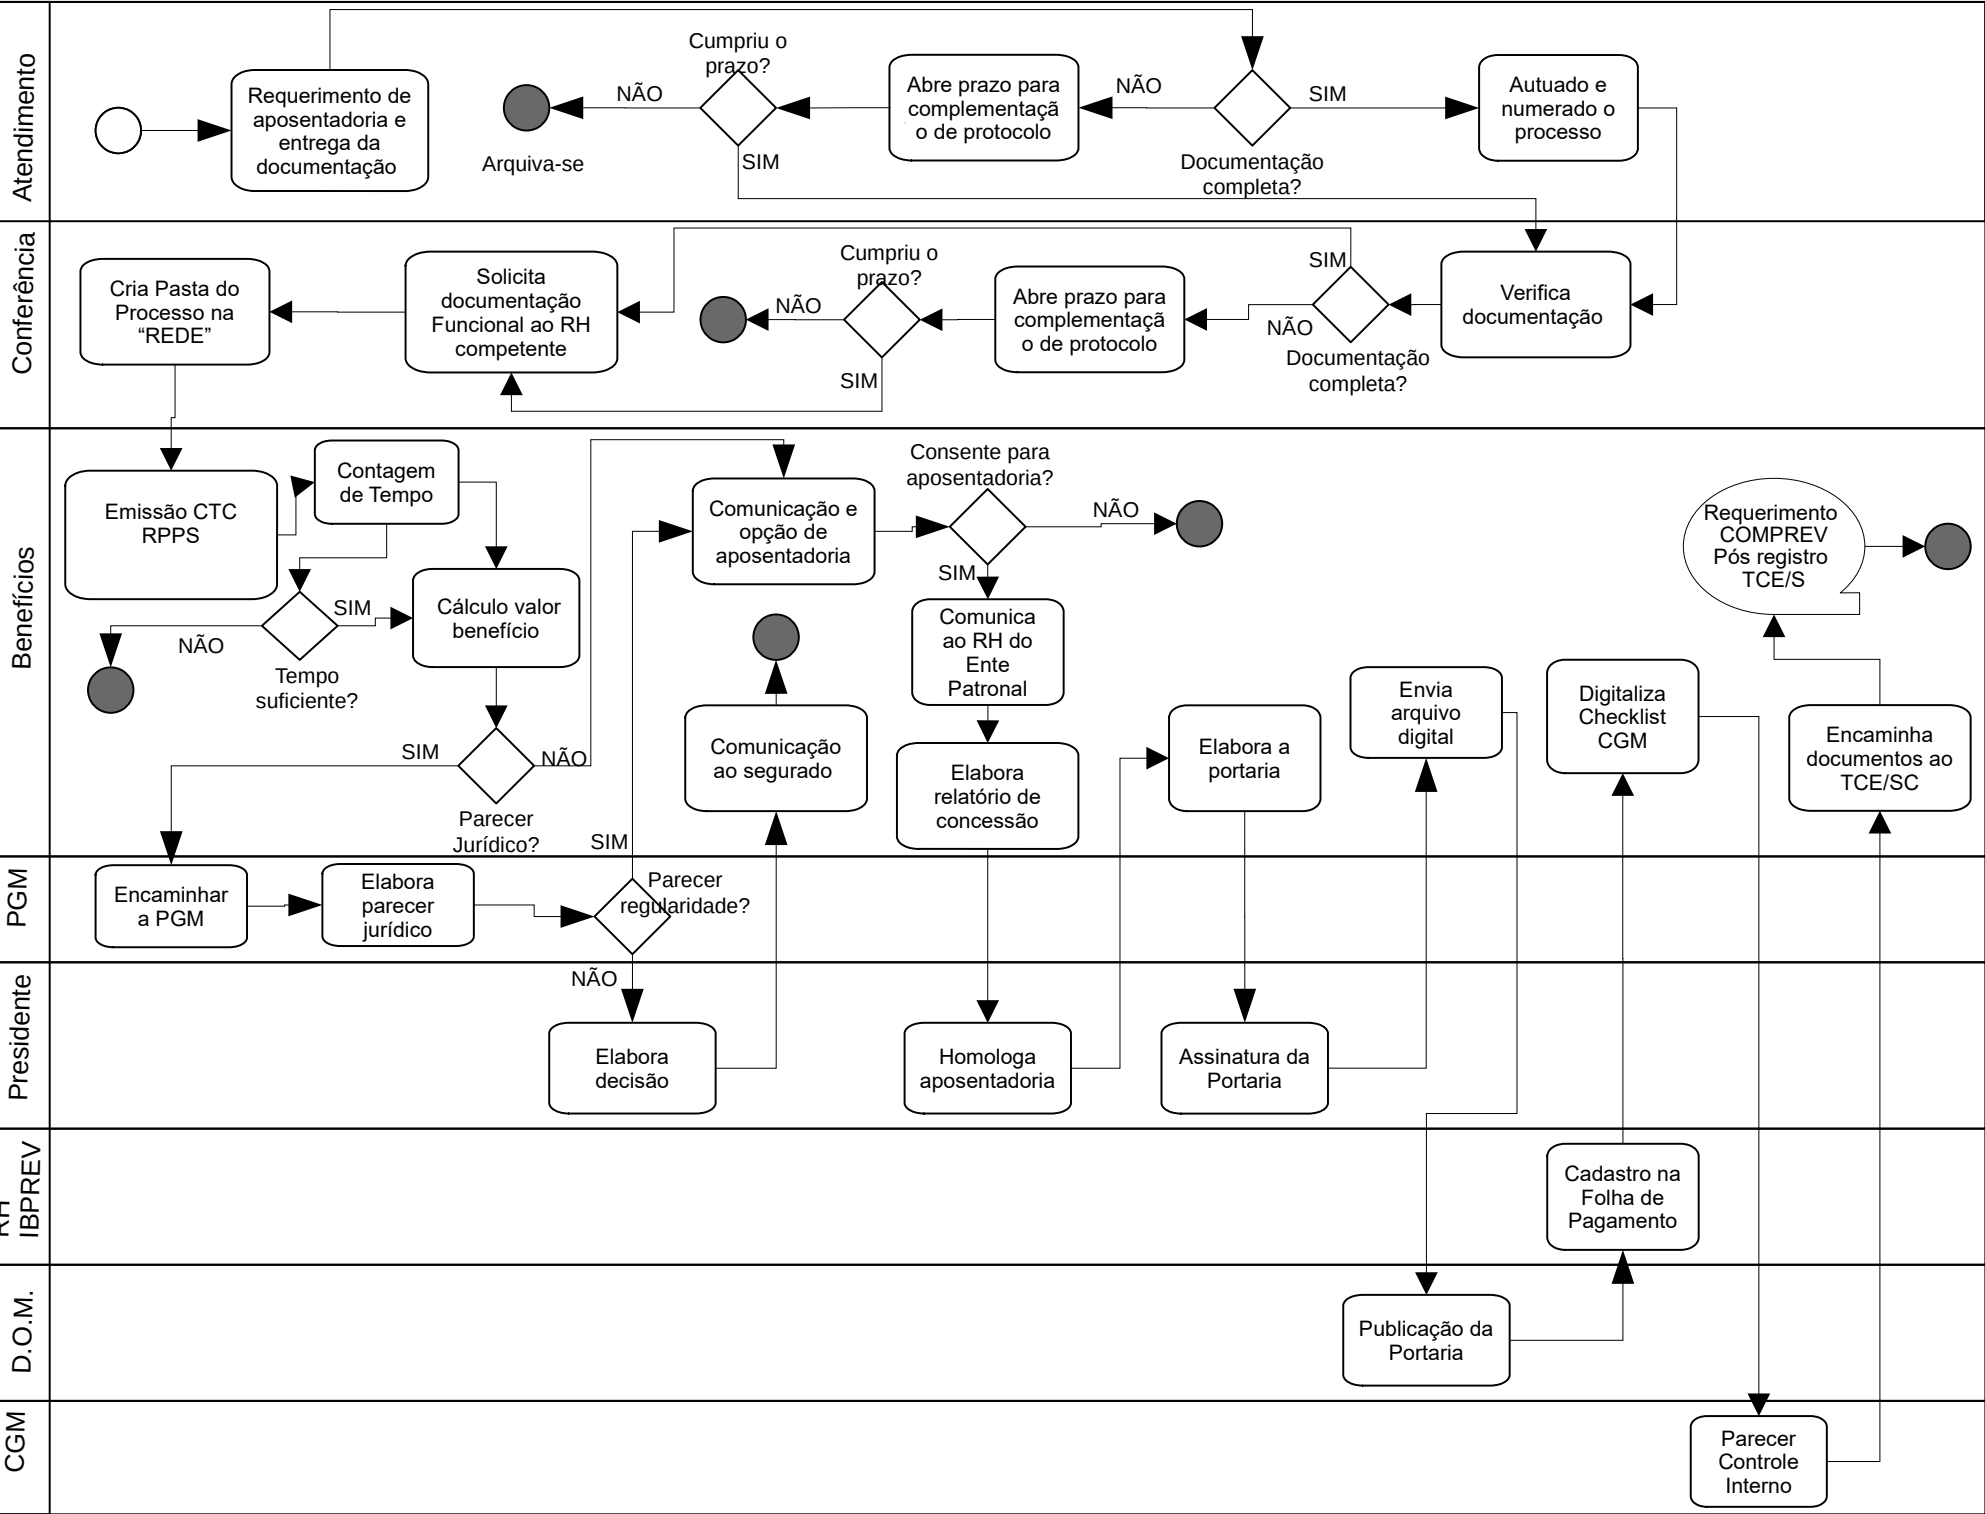 Atendimento
Requerimento de
aposentadoria e
entrega da
documentação
Arquiva-se
NÃO
Cumpriu o
prazo?
SIM
Abre prazo para
complementaçã
o de protocolo
NÃO
Documentação
completa?
SIM
Autuado e
numerado o
processo
Conferência
Cria Pasta do
Processo na
“REDE”
Solicita
documentação
Funcional ao RH
competente
NÃO
Cumpriu o
prazo?
SIM
Abre prazo para
complementaçã
o de protocolo
SIM
NÃO
Documentação
completa?
Verifica
documentação
Benefícios
Emissão CTC
RPPS
Contagem
de Tempo
SIM
NÃO
Tempo
suficiente?
Cálculo valor
benefício
SIM
NÃO
Parecer
Jurídico?
Comunicação e
opção de
aposentadoria
Consente para
aposentadoria?
NÃO
SIM
Comunica
ao RH do
Ente
Patronal
Comunicação
ao segurado
Elabora
relatório de
concessão
Elabora a
portaria
Envia
arquivo
digital
Digitaliza
Checklist
CGM
Requerimento
COMPREV
Pós registro
TCE/S
Encaminha
documentos ao
TCE/SC
SIM
PGM
Encaminhar
a PGM
Elabora
parecer
jurídico
Parecer
regularidade?
Presidente
NÃO
Elabora
decisão
Homologa
aposentadoria
Assinatura da
Portaria
RH
IBPREV
Cadastro na
Folha de
Pagamento
D.O.M.
Publicação da
Portaria
CGM
Parecer
Controle
Interno